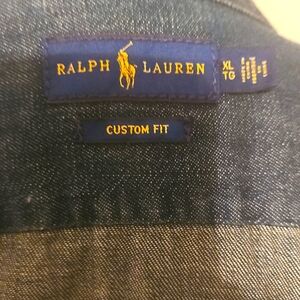 RALPH LAUREN
XL
TG
CUSTOM FIT